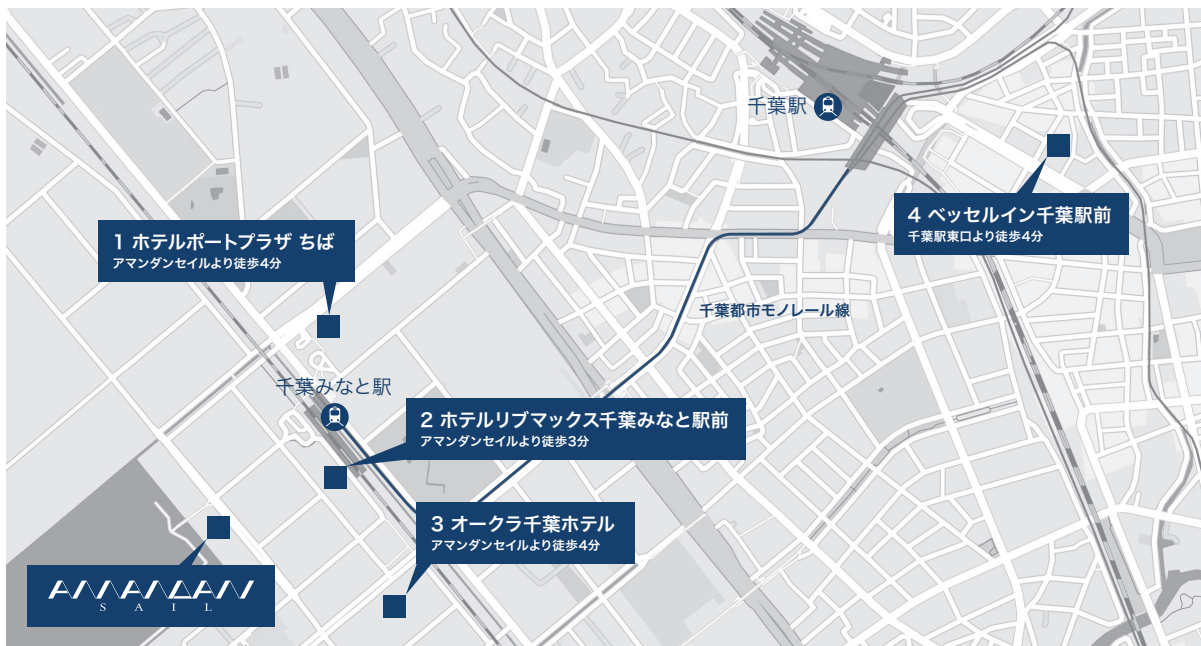 千葉駅
4 ベッセルイン千葉駅前
千葉駅東口より徒歩4分
1 ホテルポートプラザ ちば
アマンダンセイルより徒歩4分
千葉都市モノレール線
千葉みなと駅
2 ホテルリブマックス千葉みなと駅前
アマンダンセイルより徒歩3分
3 オークラ千葉ホテル
アマンダンセイルより徒歩4分
AMANDAN
SAIL